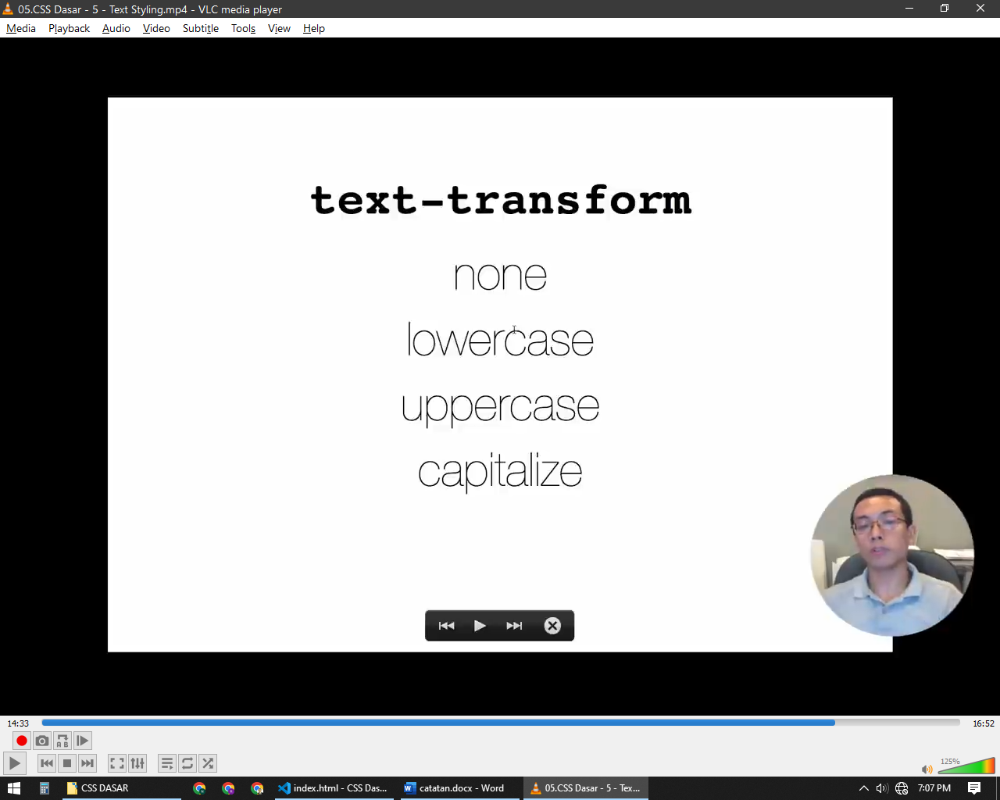 05.CSS Dasar - 5 - Text Styling.mp4 - VLC media player
Media Playback Audio Video Subtitle Tools View Help
text-transform
none
lowercase
uppercase
capitalize
14:33
16:52
A B
125%
CSS DASAR
index.html - CSS Das...
catatan.docx - Word
05.CSS Dasar - 5 - Tex...
7:07 PM